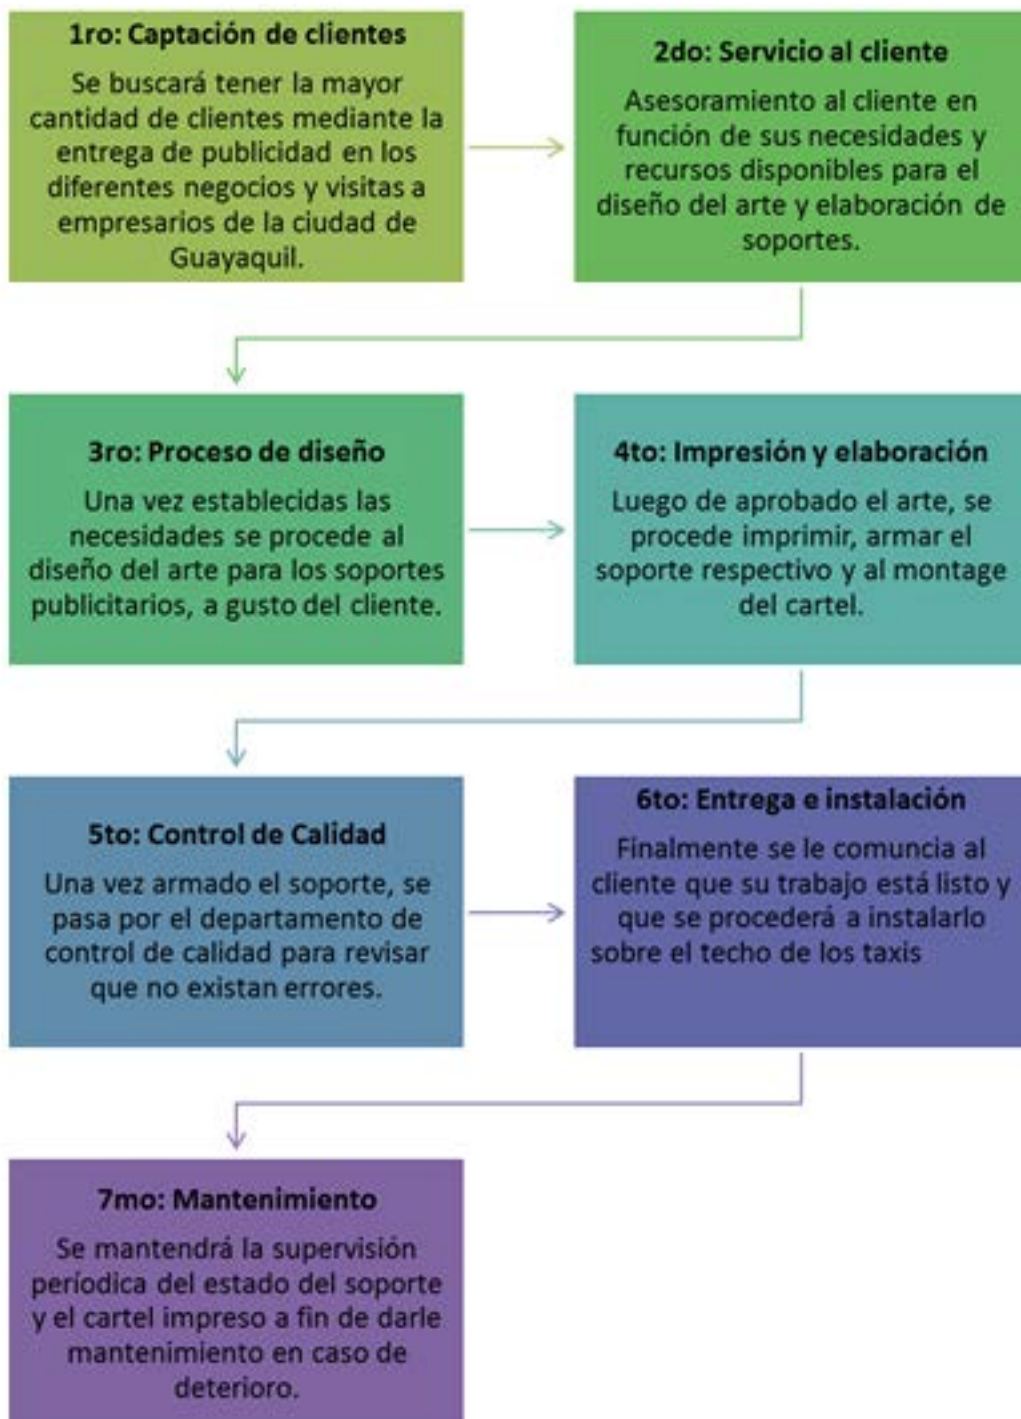 1ro: Captación de clientes
Se buscará tener la mayor
cantidad de clientes mediante la
entrega de publicidad en los
diferentes negocios y visitas a
empresarios de la ciudad de
Guayaquil.
2do: Servicio al cliente
Asesoramiento al cliente en
función de sus necesidades y
recursos disponibles para el
diseño del arte y elaboración de
soportes.
3ro: Proceso de diseño
Una vez establecidas las
necesidades se procede al
diseño del arte para los soportes
publicitarios, a gusto del cliente.
4to: Impresión y elaboración
Luego de aprobado el arte, se
procede imprimir, armar el
soporte respectivo y al montage
del cartel.
5to: Control de Calidad
Una vez armado el soporte, se
pasa por el departamento de
control de calidad para revisar
que no existan errores.
6to: Entrega e instalación
Finalmente se le comuncia al
cliente que su trabajo está listo y
que se procederá a instalarlo
sobre el techo de los taxis
7mo: Mantenimiento
Se mantendrá la supervisión
períodica del estado del soporte
y el cartel impreso a fin de darle
mantenimiento en caso de
deterioro.